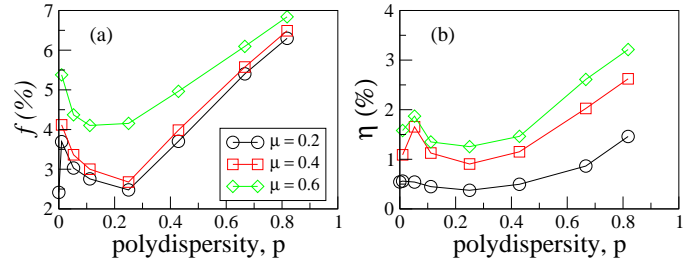 (a)
f (%)
7
6
5
4
3
2
μ = 0.2
μ = 0.4
μ = 0.6
0 0.2 0.4 0.6 0.8 1
polydispersity, p
(b)
η (%)
4
3
2
1
0
0 0.2 0.4 0.6 0.8 1
polydispersity, p